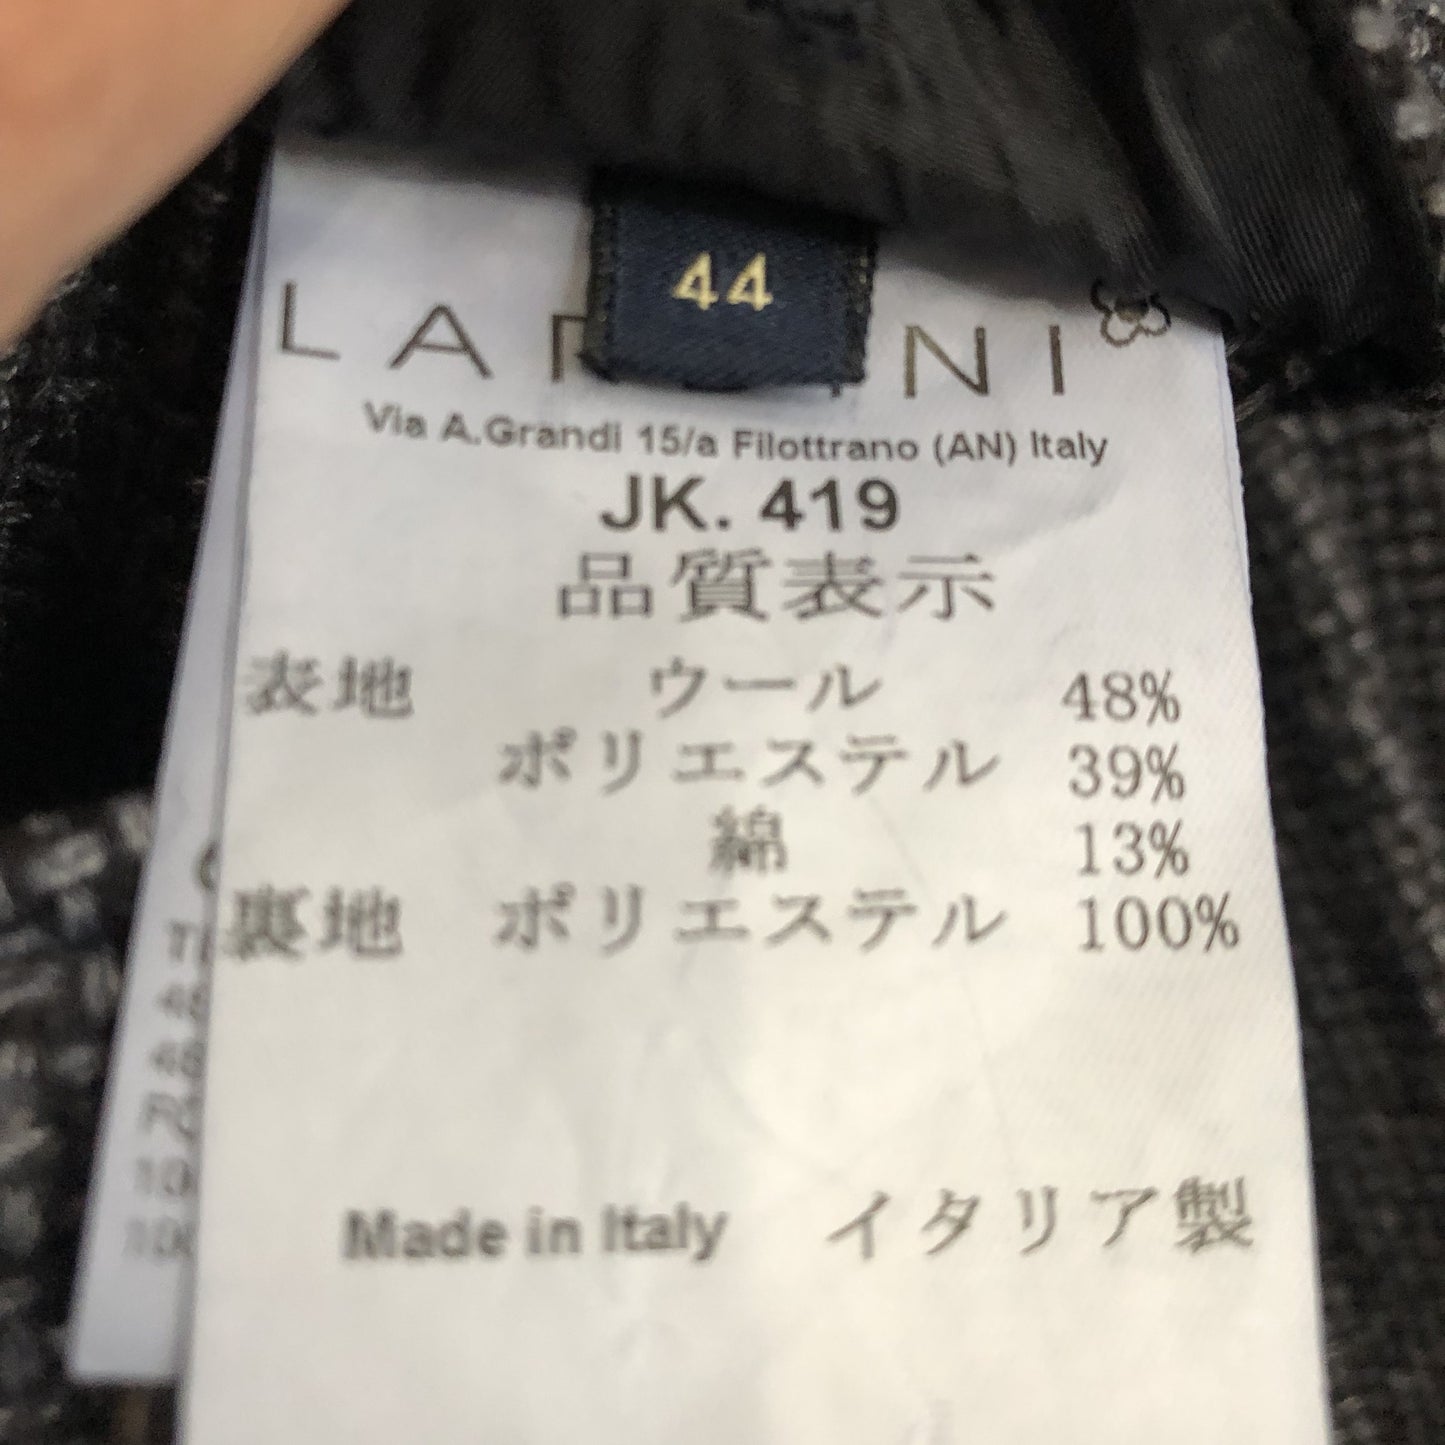 44
Via A.Grandi 15/a Filottrano (AN) Italy
JK. 419
品質表示
表地 ウール 48%
ポリエステル 39%
綿 13%
裏地 ポリエステル 100%
Made in Italy イタリア製